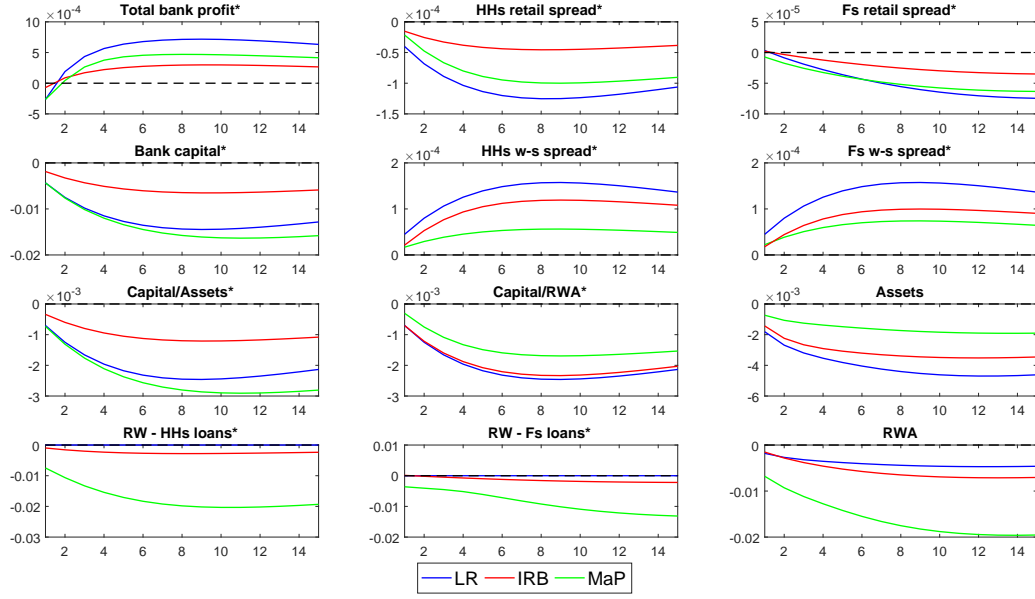 Total bank profit*
×10⁻⁴
10
5
0
-5
2 4 6 8 10 12 14
HHs retail spread*
×10⁻⁴
0
-0.5
-1
-1.5
2 4 6 8 10 12 14
Fs retail spread*
×10⁻⁵
5
0
-5
-10
2 4 6 8 10 12 14
Bank capital*
0
-0.01
-0.02
2 4 6 8 10 12 14
HHs w-s spread*
×10⁻⁴
2
1
0
2 4 6 8 10 12 14
Fs w-s spread*
×10⁻⁴
2
1
0
2 4 6 8 10 12 14
Capital/Assets*
×10⁻³
0
-1
-2
-3
2 4 6 8 10 12 14
Capital/RWA*
×10⁻³
0
-1
-2
-3
2 4 6 8 10 12 14
Assets
×10⁻³
0
-2
-4
-6
2 4 6 8 10 12 14
RW - HHs loans*
0
-0.01
-0.02
-0.03
2 4 6 8 10 12 14
RW - Fs loans*
0.01
0
-0.01
-0.02
2 4 6 8 10 12 14
RWA
0
-0.01
-0.02
2 4 6 8 10 12 14
LR IRB MaP